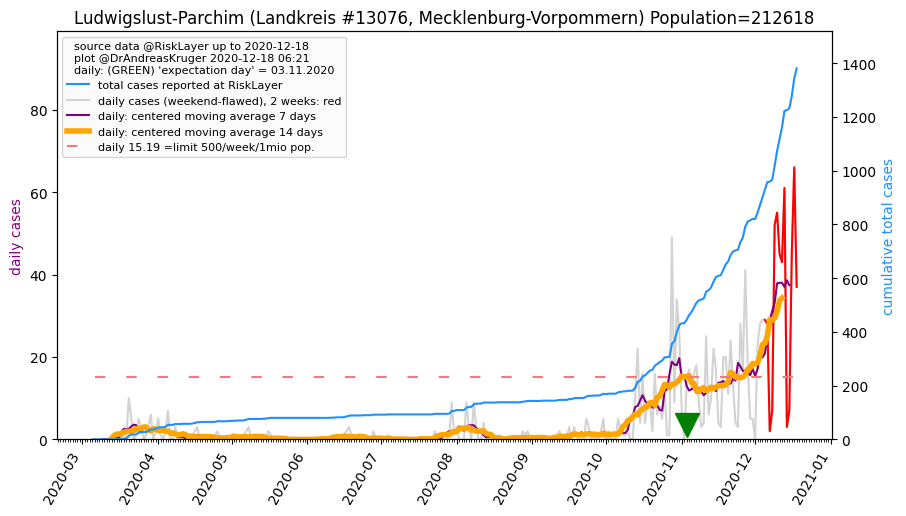 Ludwigslust-Parchim (Landkreis #13076, Mecklenburg-Vorpommern) Population=212618
source data @RiskLayer up to 2020-12-18
plot @DrAndreasKruger 2020-12-18 06:21
daily: (GREEN) 'expectation day' = 03.11.2020
total cases reported at RiskLayer
daily cases (weekend-flawed), 2 weeks: red
daily: centered moving average 7 days
daily: centered moving average 14 days
daily 15.19 =limit 500/week/1mio pop.
daily cases
80
60
40
20
0
cumulative total cases
1400
1200
1000
800
600
400
200
0
2020-03
2020-04
2020-05
2020-06
2020-07
2020-08
2020-09
2020-10
2020-11
2020-12
2021-01